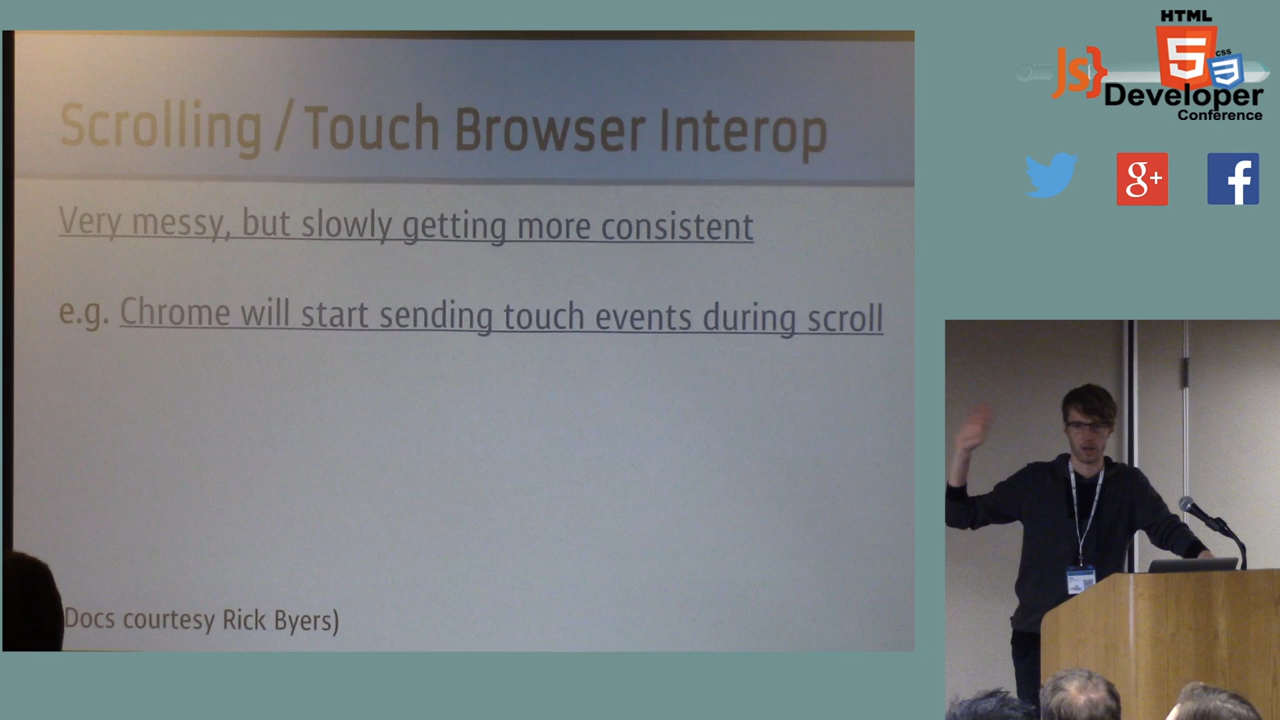 Scrolling / Touch Browser Interop
Very messy, but slowly getting more consistent
e.g. Chrome will start sending touch events during scroll
Docs courtesy Rick Byers)
HTML
5
css
3
Js}
Developer
Conference
g+
f